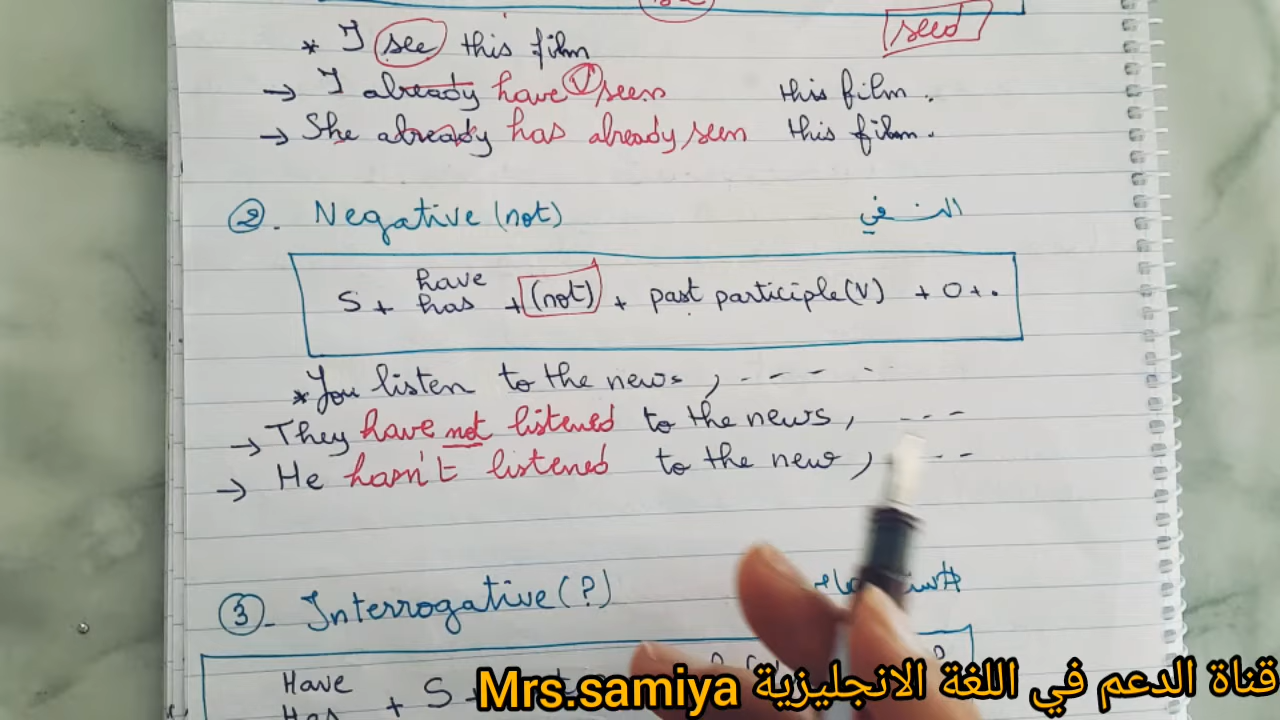 seed
* I see this film
→ I already have V seen this film.
→ She already has already seen this film.
②. Negative (not) النفي
S + have has + (not) + past participle (V) + O + .
* You listen to the news, - - - -
→ They have not listened to the news, - - -
→ He hasn't listened to the new, - - -
③- Interrogative (?)
Have
Has + S +
قناة الدعم في اللغة الانجليزية Mrs.samiya